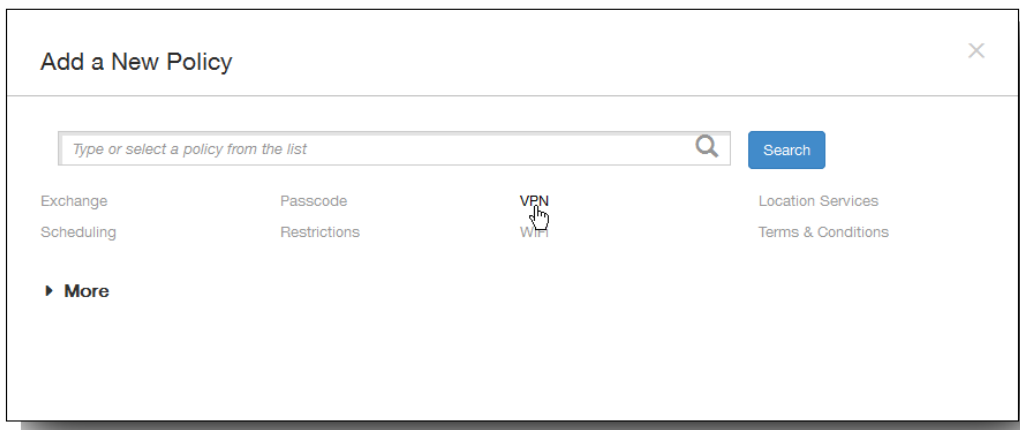 Add a New Policy
Type or select a policy from the list
Search
Exchange Passcode VPN Location Services
Scheduling Restrictions WiFi Terms & Conditions
More